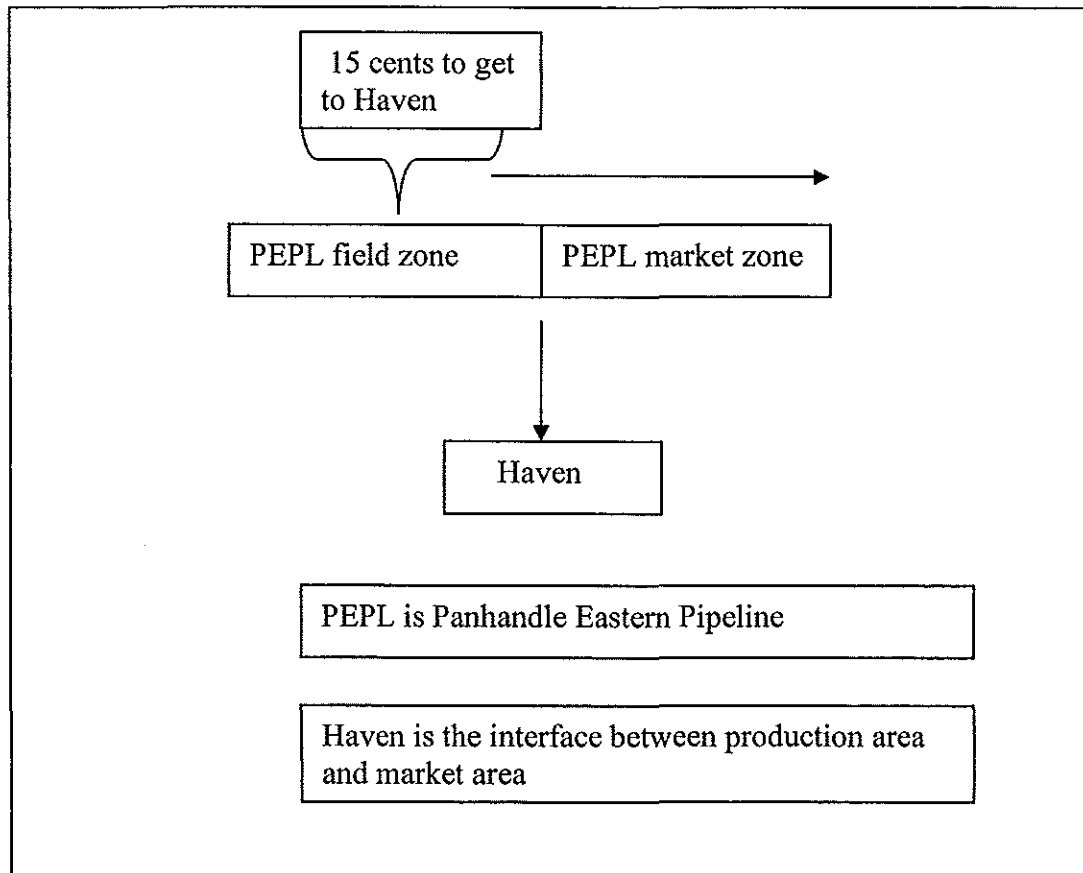 15 cents to get
to Haven
PEPL field zone
PEPL market zone
Haven
PEPL is Panhandle Eastern Pipeline
Haven is the interface between production area
and market area